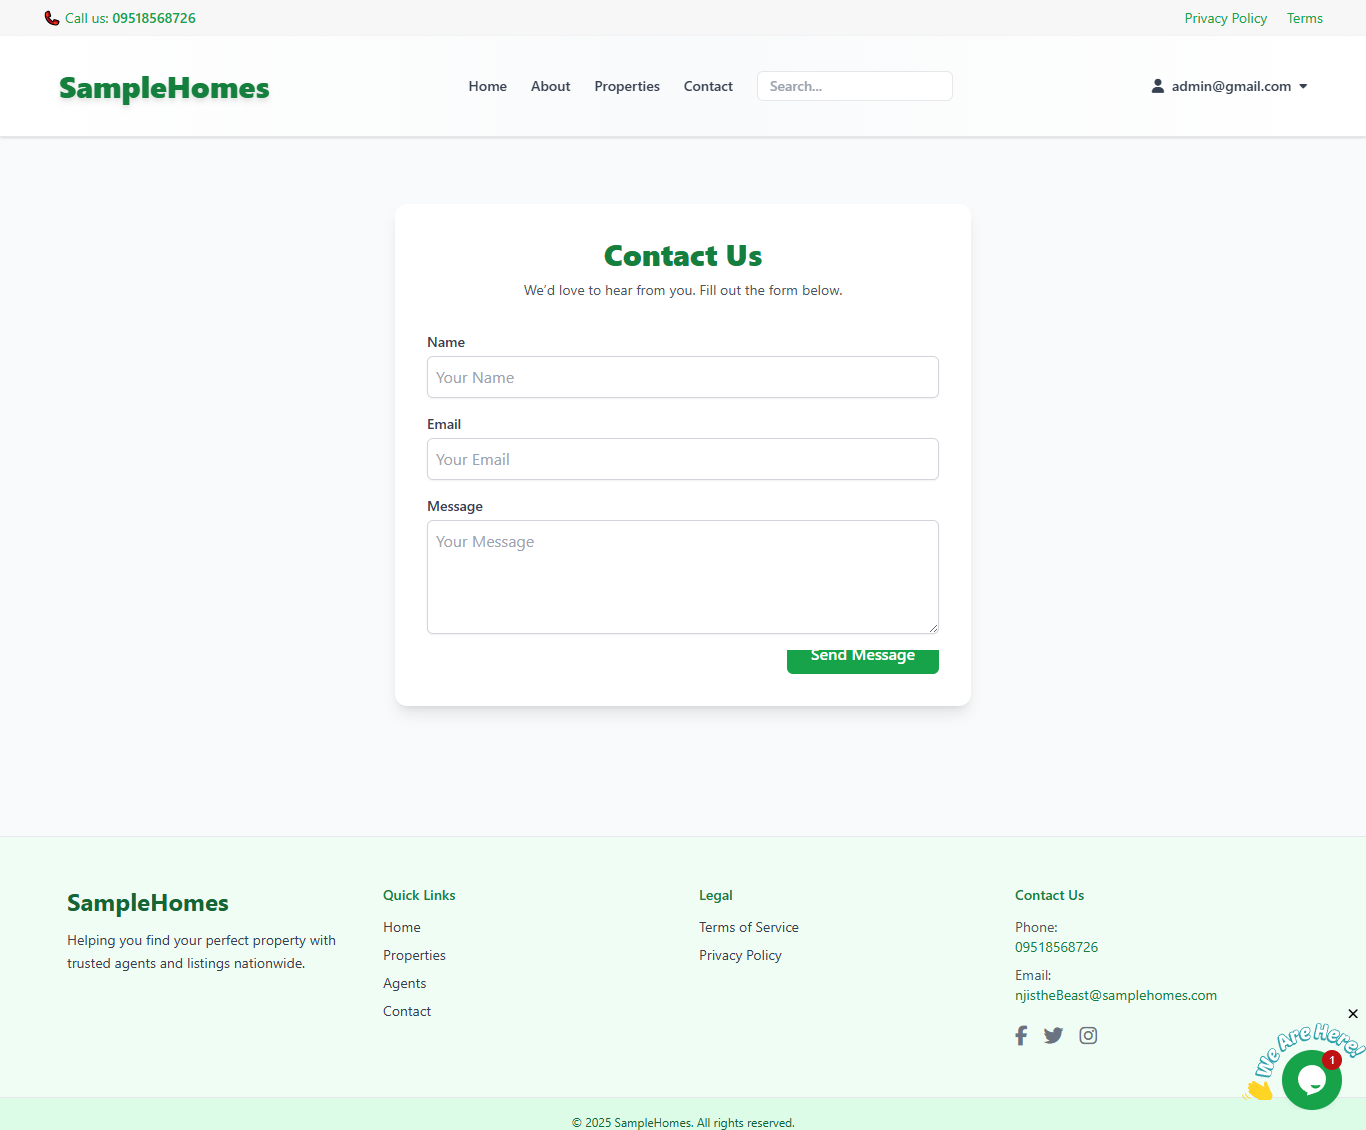 Call us: 09518568726
Privacy Policy
Terms
SampleHomes
Home
About
Properties
Contact
Search...
admin@gmail.com
Contact Us
We’d love to hear from you. Fill out the form below.
Name
Your Name
Email
Your Email
Message
Your Message
Send Message
SampleHomes
Helping you find your perfect property with
trusted agents and listings nationwide.
Quick Links
Home
Properties
Agents
Contact
Legal
Terms of Service
Privacy Policy
Contact Us
Phone:
09518568726
Email:
njistheBeast@samplehomes.com
We Are Here!
1
© 2025 SampleHomes. All rights reserved.